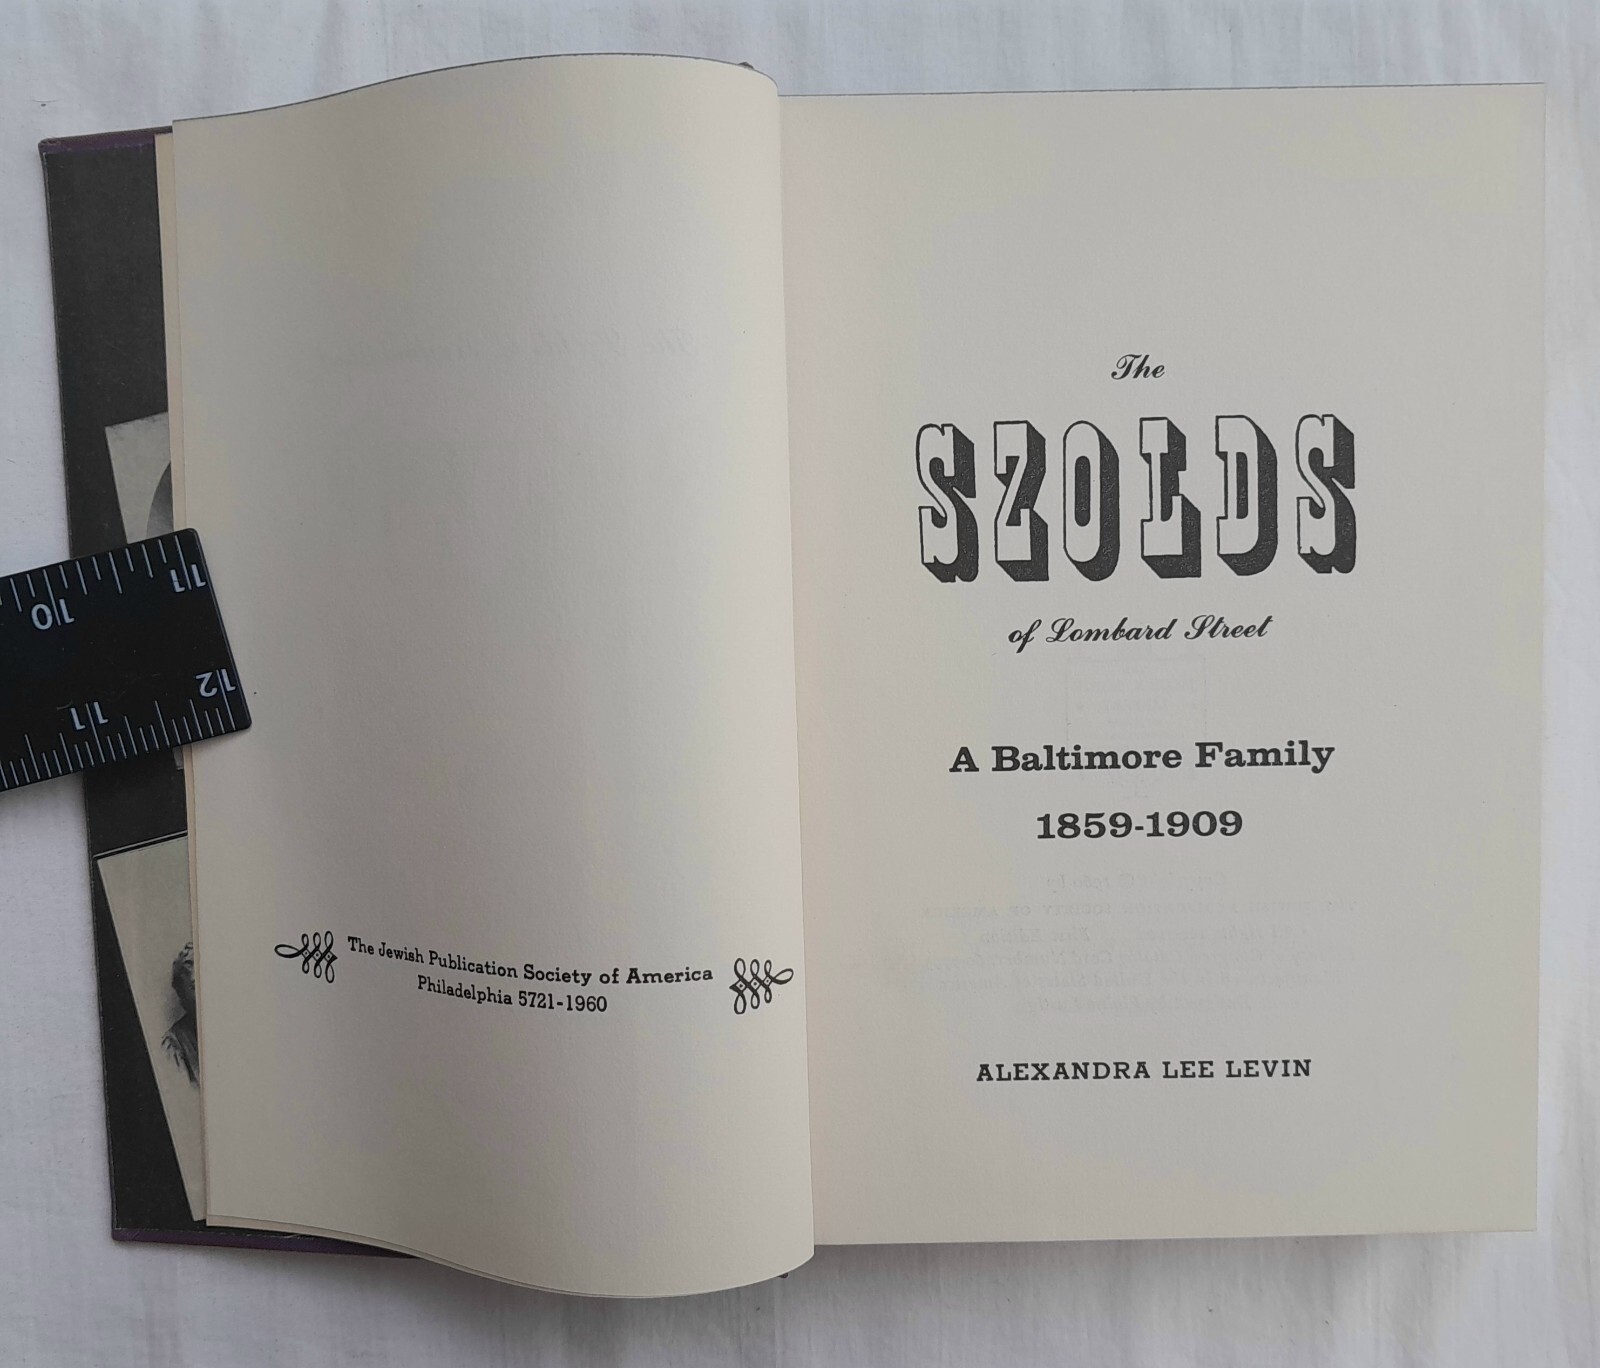 The Jewish Publication Society of America
Philadelphia 5721-1960
The
SZOLDS
of Lombard Street
A Baltimore Family
1859-1909
ALEXANDRA LEE LEVIN
10
11
11
12